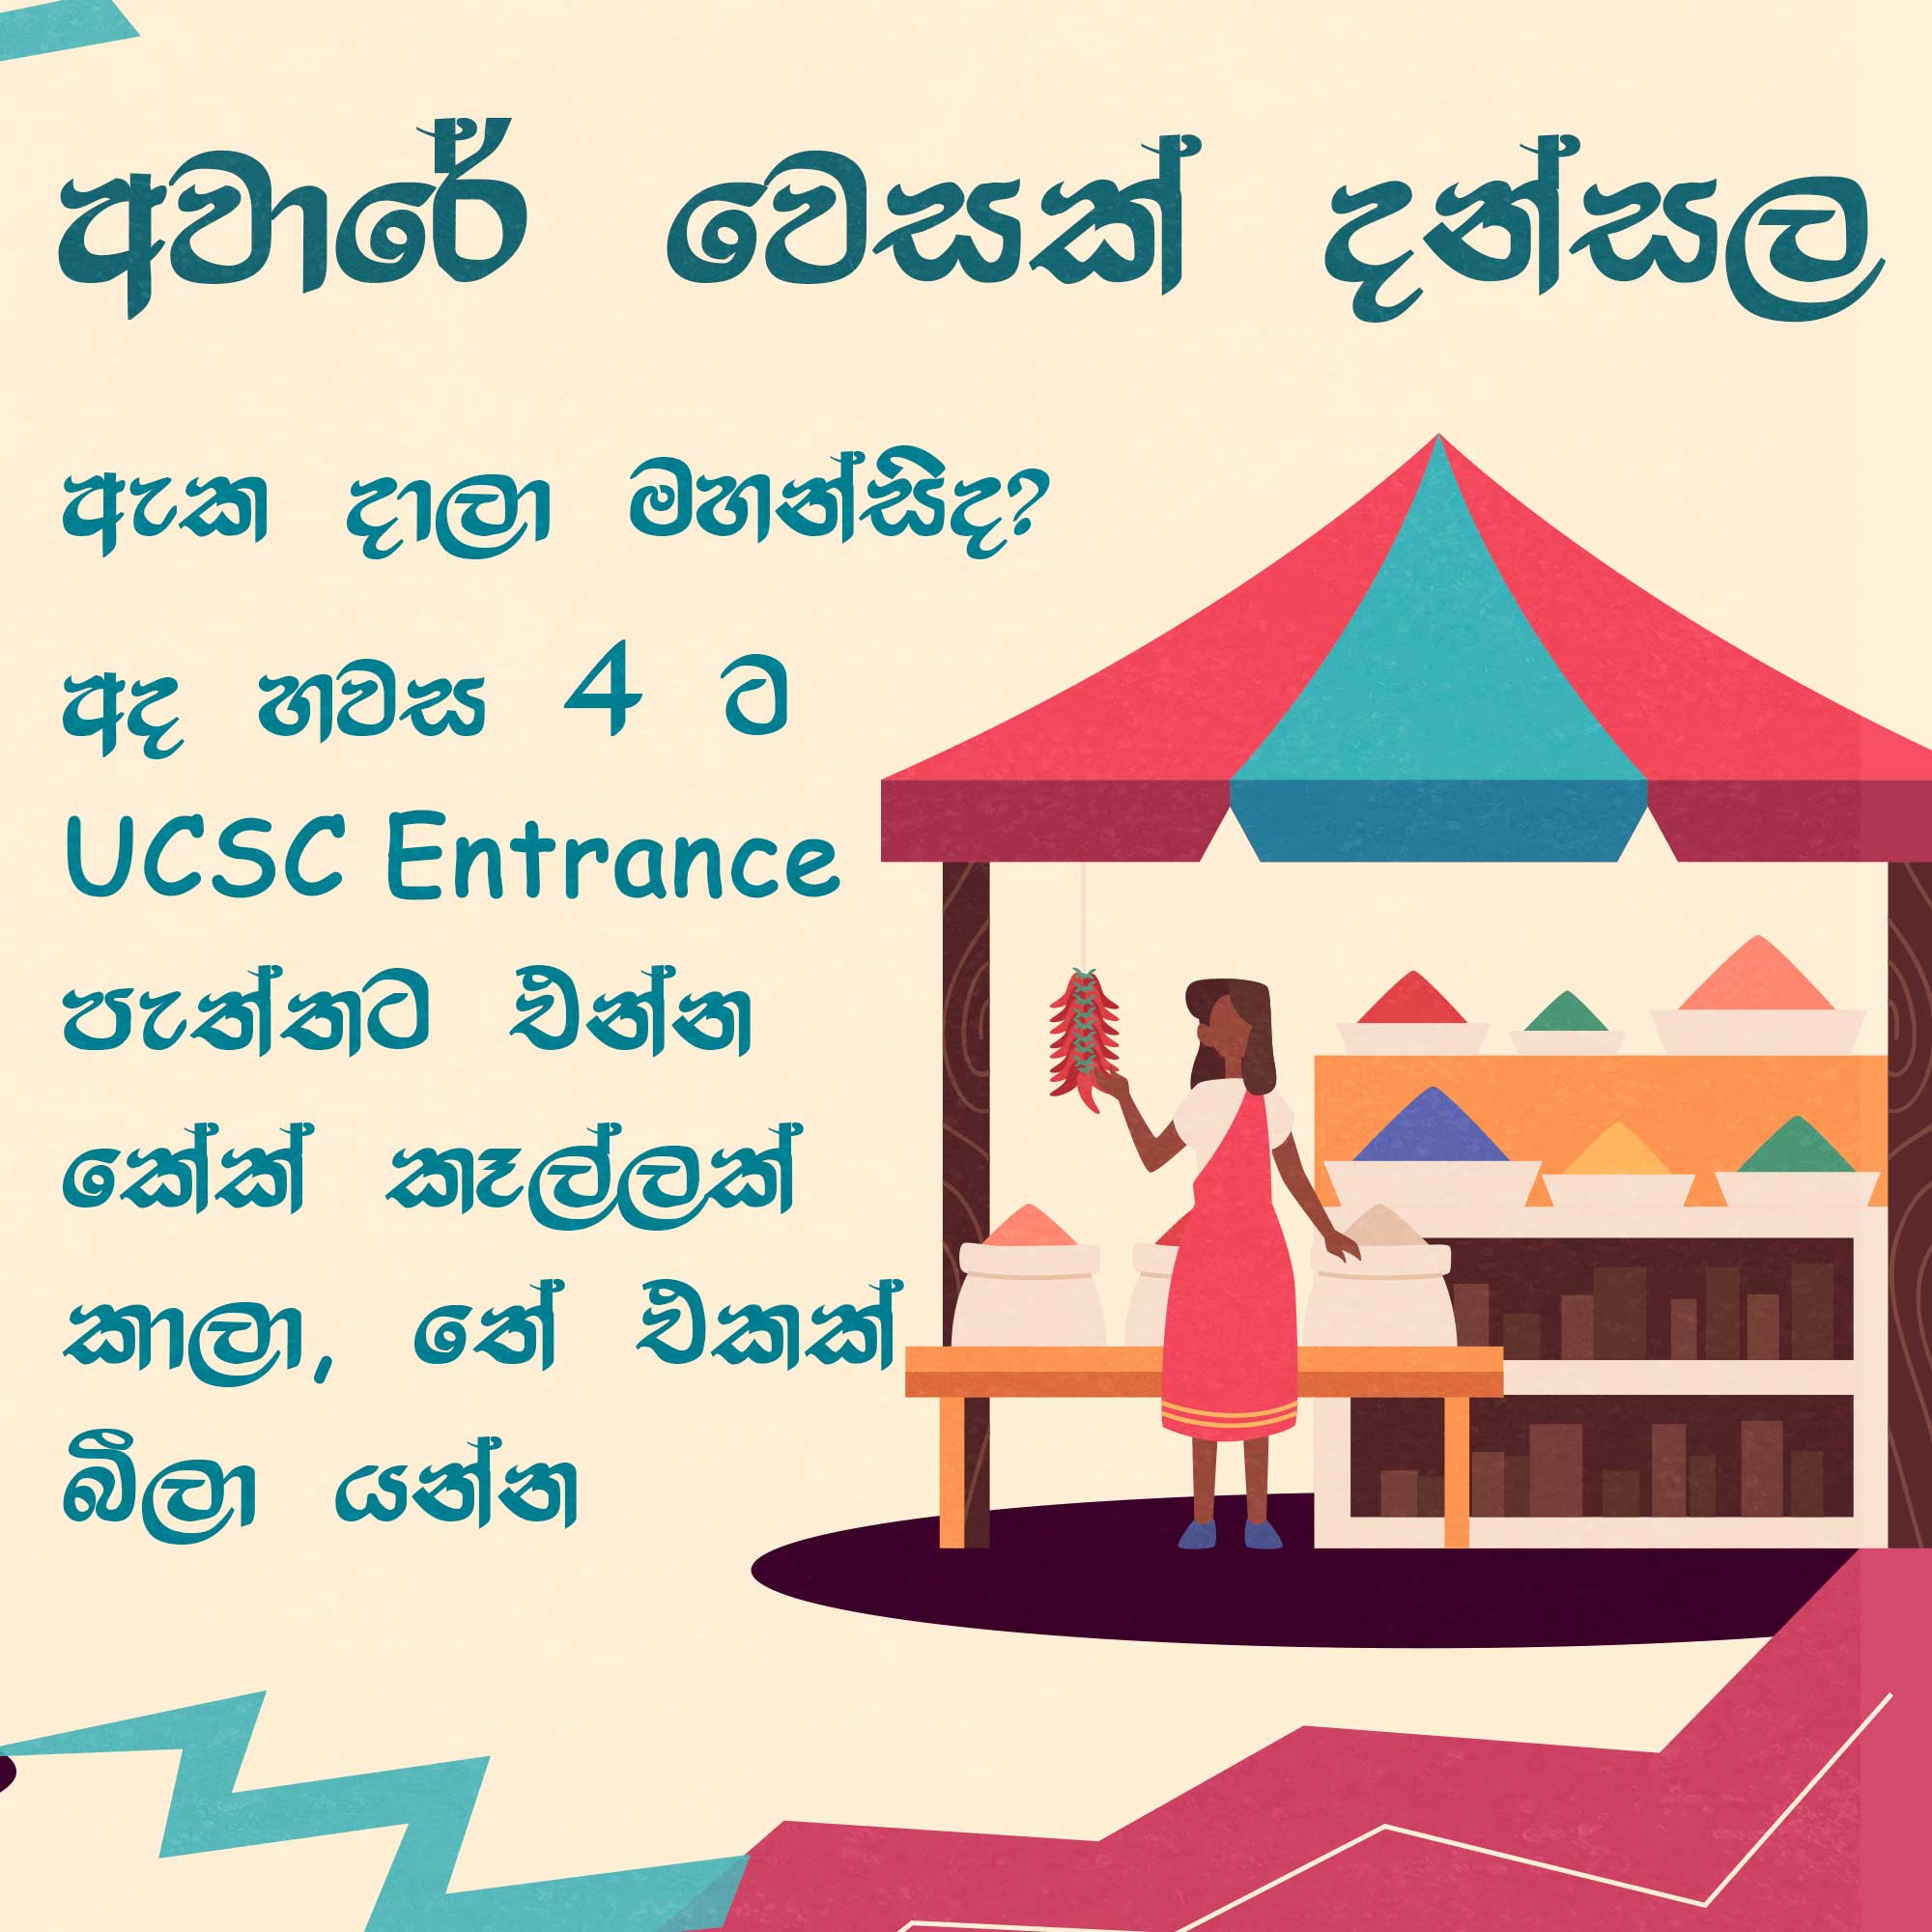 අවාරේ වෙසක් දන්සල
ඇක දාලා මහන්සිද?
අද හවස 4 ට
UCSC Entrance
පැත්තට එන්න
කේක් කෑල්ලක්
කාලා, තේ එකක්
බීලා යන්න